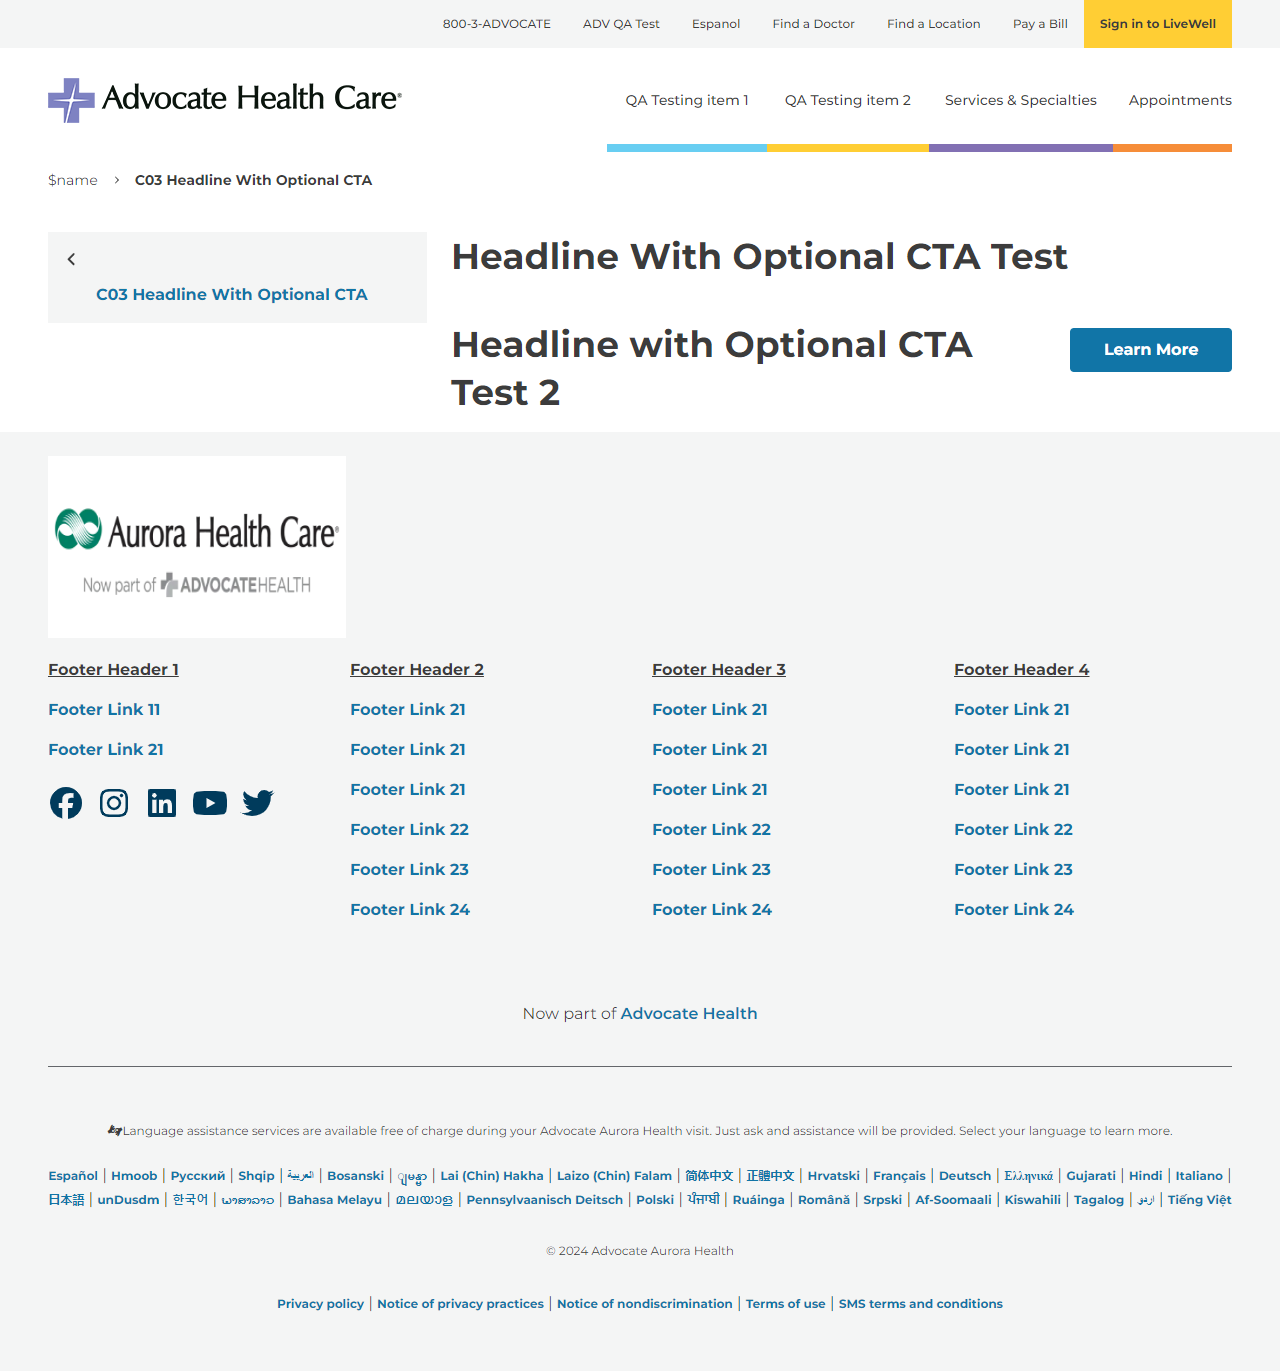 800-3-ADVOCATE ADV QA Test Espanol Find a Doctor Find a Location Pay a Bill Sign in to LiveWell
Advocate Health Care®
QA Testing item 1 QA Testing item 2 Services & Specialties Appointments
$name > C03 Headline With Optional CTA
C03 Headline With Optional CTA
Headline With Optional CTA Test
Headline with Optional CTA
Test 2
Learn More
Aurora Health Care®
Now part of ADVOCATEHEALTH
Footer Header 1
Footer Link 11
Footer Link 21
Footer Header 2
Footer Link 21
Footer Link 21
Footer Link 21
Footer Link 22
Footer Link 23
Footer Link 24
Footer Header 3
Footer Link 21
Footer Link 21
Footer Link 21
Footer Link 22
Footer Link 23
Footer Link 24
Footer Header 4
Footer Link 21
Footer Link 21
Footer Link 21
Footer Link 22
Footer Link 23
Footer Link 24
Now part of Advocate Health
Language assistance services are available free of charge during your Advocate Aurora Health visit. Just ask and assistance will be provided. Select your language to learn more.
Español | Hmoob | Русский | Shqip | العربية | Bosanski | | Lai (Chin) Hakha | Laizo (Chin) Falam | 简体中文 | 正體中文 | Hrvatski | Français | Deutsch | Ελληνικά | Gujarati | Hindi | Italiano |
日本語 | unDusdm | 한국어 | ພາສາລາວ | Bahasa Melayu | മലയാള | Pennsylvaanisch Deitsch | Polski | ਪੰਜਾਬੀ | Ruáinga | Română | Srpski | Af-Soomaali | Kiswahili | Tagalog | اردو | Tiếng Việt
© 2024 Advocate Aurora Health
Privacy policy | Notice of privacy practices | Notice of nondiscrimination | Terms of use | SMS terms and conditions